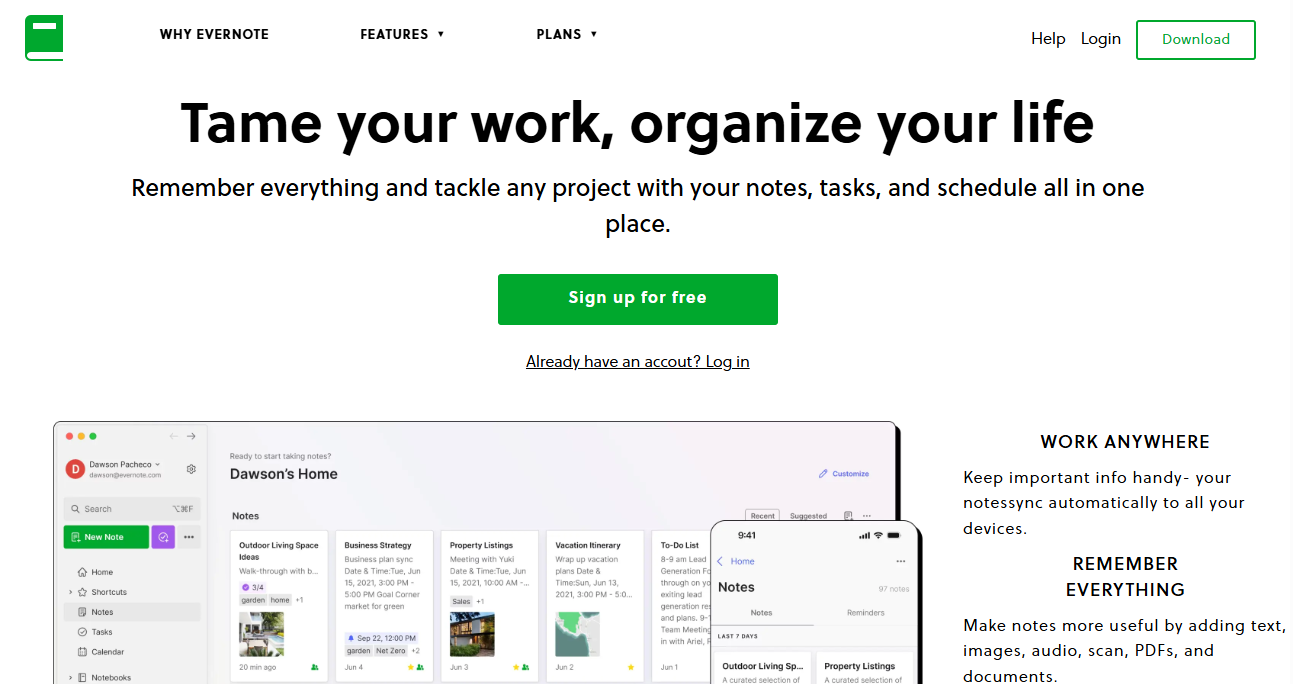 WHY EVERNOTE
FEATURES ▼
PLANS ▼
Help
Login
Download
Tame your work, organize your life
Remember everything and tackle any project with your notes, tasks, and schedule all in one
place.
Sign up for free
Already have an accout? Log in
D
Dawson Pacheco
dawson@evernote.com
Search
⌥⌘F
New Note
Home
Shortcuts
Notes
Tasks
Calendar
Notebooks
Ready to start taking notes?
Dawson's Home
Customize
Notes
Recent
Suggested
Outdoor Living Space
Ideas
Walk-through with b...
3/4
garden home +1
20 min ago
Business Strategy
Business plan sync
Date & Time:Tue, Jun
15, 2021, 3:00 PM -
5:00 PM Goal Corner
market for green
Sep 22, 12:00 PM
garden Net Zero +2
Jun 4
Property Listings
Meeting with Yuki
Date & Time:Tue, Jun
15, 2021, 10:00 AM -...
Sales +1
Jun 3
Vacation Itinerary
Wrap up vacation
plans Date &
Time:Sun, Jun 13,
2021, 3:00 PM - 5:0...
Jun 2
To-Do List
8-9 am Lead
Generation Fo
through on yo
exiting lead
generation res
and plans. 9-1
Team Meeting
in with Ariel, F
Jun 1
9:41
Home
Notes
97 notes
Notes
Reminders
LAST 7 DAYS
Outdoor Living Sp...
A curated selection of
Property Listings
A curated selection of
WORK ANYWHERE
Keep important info handy- your
notessync automatically to all your
devices.
REMEMBER
EVERYTHING
Make notes more useful by adding text,
images, audio, scan, PDFs, and
documents.